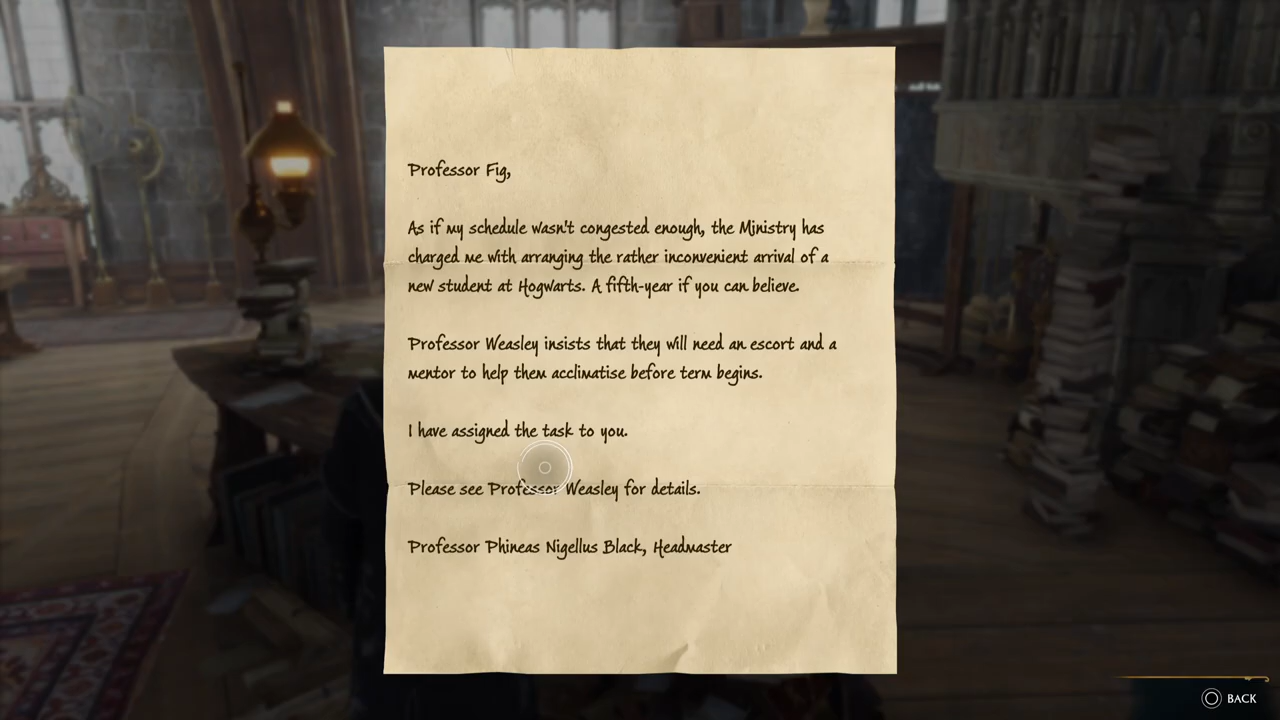 Professor Fig,
As if my schedule wasn't congested enough, the Ministry has
charged me with arranging the rather inconvenient arrival of a
new student at Hogwarts. A fifth-year if you can believe.
Professor Weasley insists that they will need an escort and a
mentor to help them acclimatise before term begins.
I have assigned the task to you.
Please see Professor Weasley for details.
Professor Phineas Nigellus Black, Headmaster
BACK